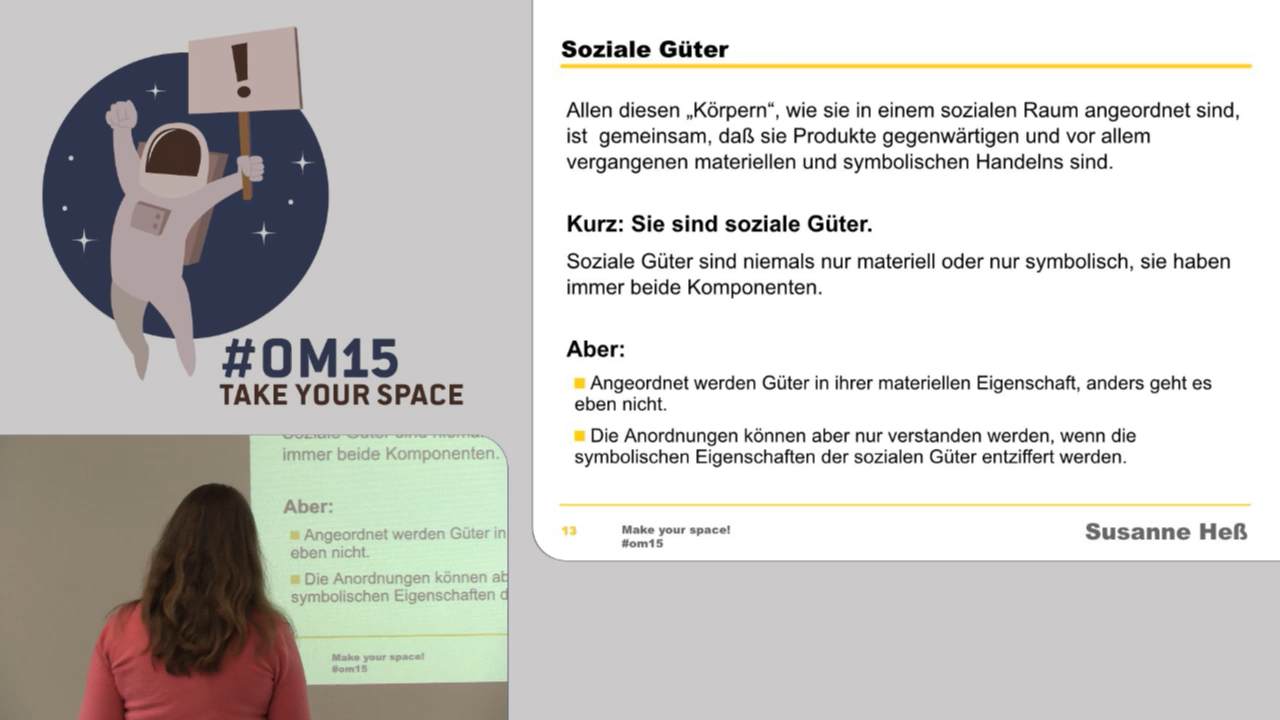 !
#OM15
TAKE YOUR SPACE
Soziale Güter
Allen diesen „Körpern“, wie sie in einem sozialen Raum angeordnet sind,
ist gemeinsam, daß sie Produkte gegenwärtigen und vor allem
vergangenen materiellen und symbolischen Handelns sind.
Kurz: Sie sind soziale Güter.
Soziale Güter sind niemals nur materiell oder nur symbolisch, sie haben
immer beide Komponenten.
Aber:
Angeordnet werden Güter in ihrer materiellen Eigenschaft, anders geht es
eben nicht.
Die Anordnungen können aber nur verstanden werden, wenn die
symbolischen Eigenschaften der sozialen Güter entziffert werden.
13
Make your space!
#om15
Susanne Heß
Soziale Güter sind niema
immer beide Komponenten.
Aber:
Angeordnet werden Güter in
eben nicht.
Die Anordnungen können ab
symbolischen Eigenschaften d
Make your space!
#om15